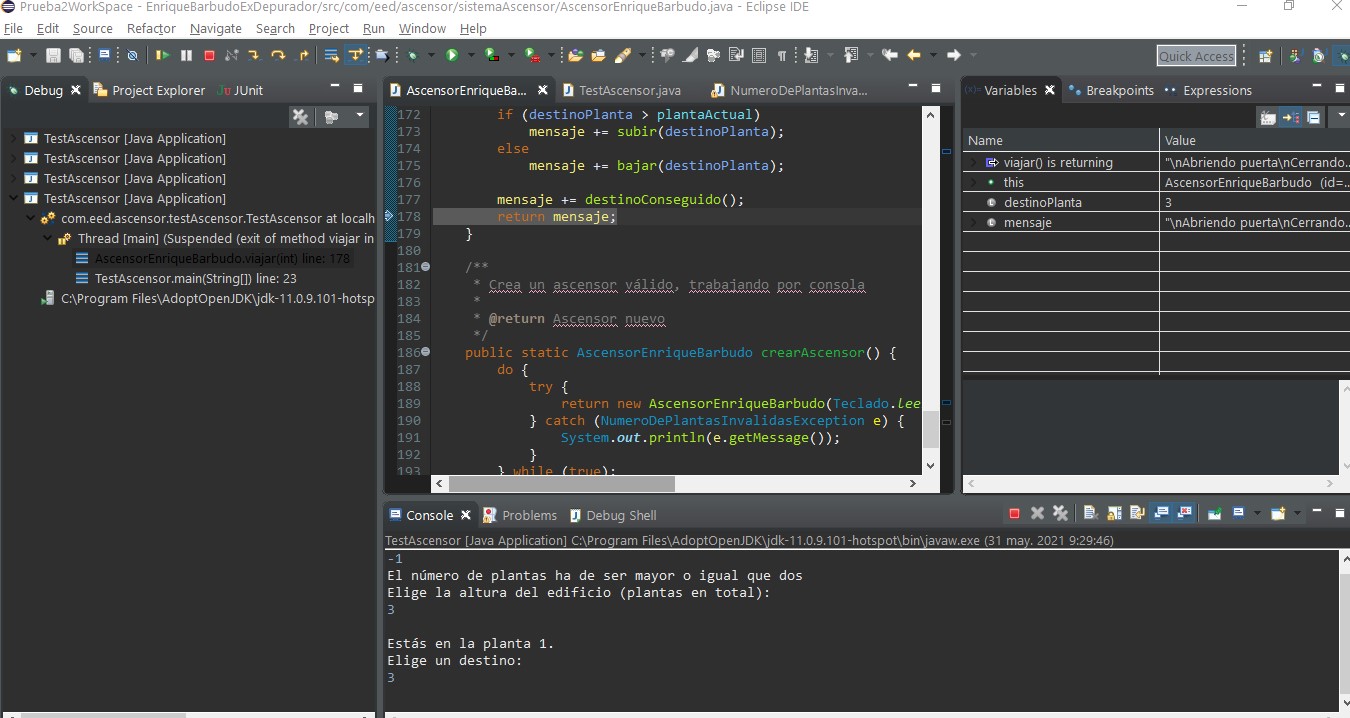 Prueba2WorkSpace - EnriqueBarbudoExDepurador/src/com/eed/ascensor/sistemaAscensor/AscensorEnriqueBarbudo.java - Eclipse IDE
File Edit Source Refactor Navigate Search Project Run Window Help
Quick Access
Debug Project Explorer JUnit
TestAscensor [Java Application]
TestAscensor [Java Application]
TestAscensor [Java Application]
TestAscensor [Java Application]
com.eed.ascensor.testAscensor.TestAscensor at localh
Thread [main] (Suspended (exit of method viajar in
AscensorEnriqueBarbudo.viajar(int) line: 178
TestAscensor.main(String[]) line: 23
C:\Program Files\AdoptOpenJDK\jdk-11.0.9.101-hotsp
AscensorEnriqueBa... TestAscensor.java NumeroDePlantasInva...
172 if (destinoPlanta > plantaActual)
173 mensaje += subir(destinoPlanta);
174 else
175 mensaje += bajar(destinoPlanta);
176
177 mensaje += destinoConseguido();
178 return mensaje;
179 }
180
181 /**
182 * Crea un ascensor válido, trabajando por consola
183 *
184 * @return Ascensor nuevo
185 */
186 public static AscensorEnriqueBarbudo crearAscensor() {
187 do {
188 try {
189 return new AscensorEnriqueBarbudo(Teclado.lee
190 } catch (NumeroDePlantasInvalidasException e) {
191 System.out.println(e.getMessage());
192 }
193 } while (true);
Variables Breakpoints Expressions
Name Value
viajar() is returning "\nAbriendo puerta\nCerrando...
this AscensorEnriqueBarbudo (id=...
destinoPlanta 3
mensaje "\nAbriendo puerta\nCerrando...
Console Problems Debug Shell
TestAscensor [Java Application] C:\Program Files\AdoptOpenJDK\jdk-11.0.9.101-hotspot\bin\javaw.exe (31 may. 2021 9:29:46)
-1
El número de plantas ha de ser mayor o igual que dos
Elige la altura del edificio (plantas en total):
3
Estás en la planta 1.
Elige un destino:
3